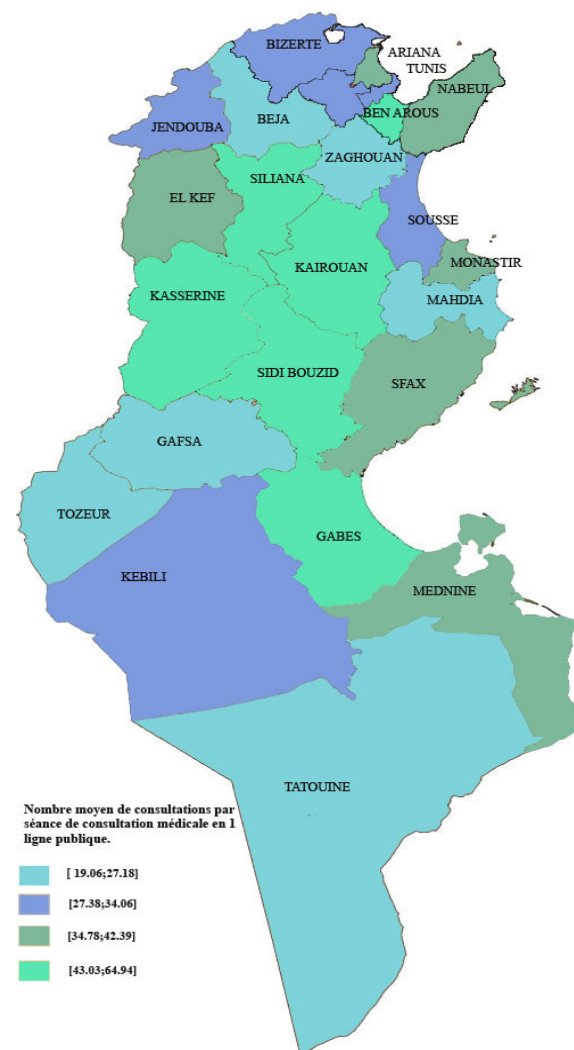 BIZERTE
ARIANA
TUNIS
NABEUL
BEN AROUS
JENDOUBA
BEJA
ZAGHOUAN
SILIANA
EL KEF
SOUSSE
MONASTIR
KAIROUAN
KASSERINE
MAHDIA
SIDI BOUZID
SFAX
GAFSA
TOZEUR
GABES
KEBILI
MEDNINE
TATOUINE
Nombre moyen de consultations par
séance de consultation médicale en 1
ligne publique.
[ 19.06;27.18]
[27.38;34.06]
[34.78;42.39]
[43.03;64.94]